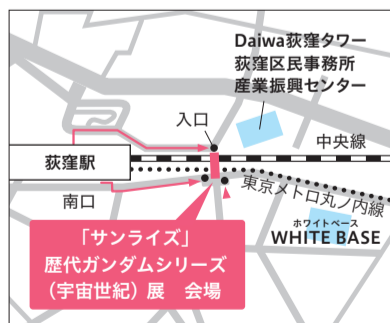 Daiwa荻窪タワー
荻窪区民事務所
産業振興センター
入口
中央線
荻窪駅
東京メトロ丸ノ内線
南口
ホワイトベース
WHITE BASE
「サンライズ」
歴代ガンダムシリーズ
（宇宙世紀）展　会場